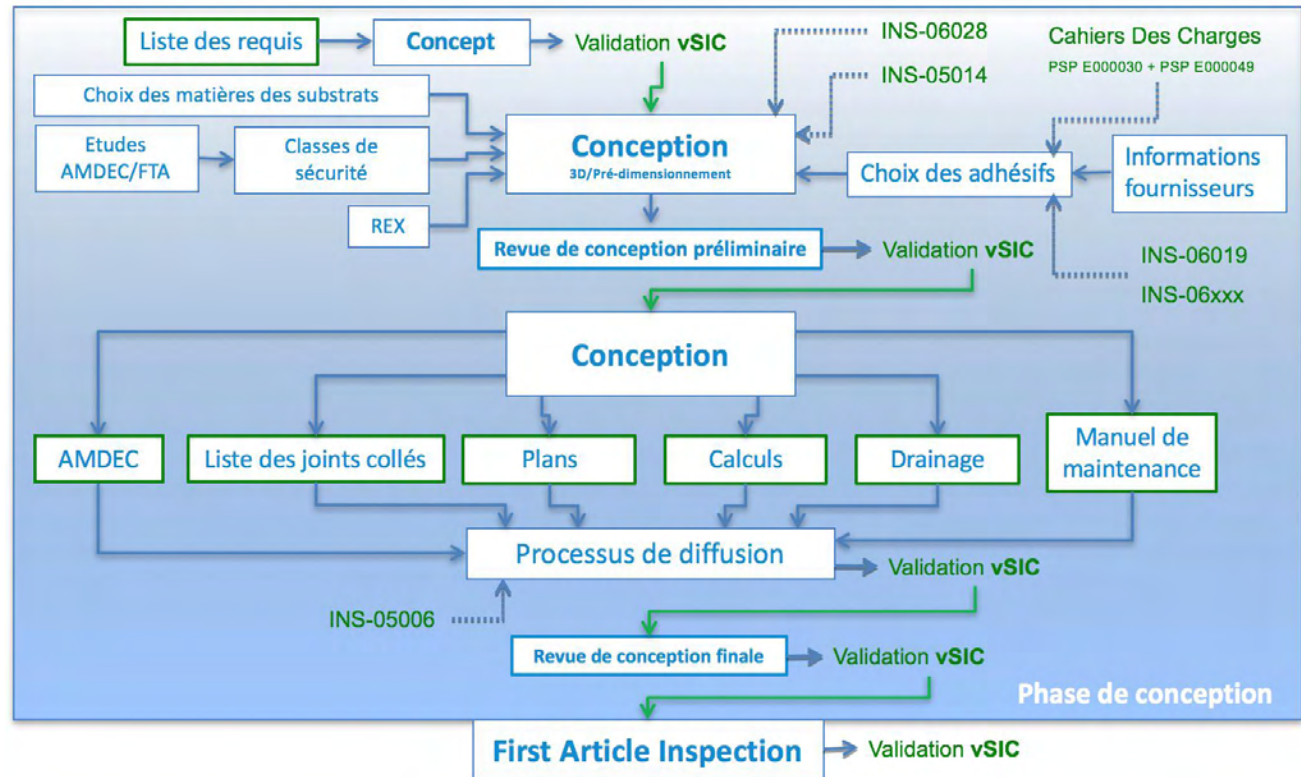 Liste des requis
Concept
Validation vSIC
INS-06028
INS-05014
Cahiers Des Charges
PSP E000030 + PSP E000049
Choix des matières des substrats
Etudes
AMDEC/FTA
Classes de
sécurité
REX
Conception
3D/Pré-dimensionnement
Choix des adhésifs
Informations
fournisseurs
Revue de conception préliminaire
Validation vSIC
INS-06019
INS-06xxx
Conception
AMDEC
Liste des joints collés
Plans
Calculs
Drainage
Manuel de
maintenance
Processus de diffusion
Validation vSIC
INS-05006
Revue de conception finale
Validation vSIC
Phase de conception
First Article Inspection
Validation vSIC